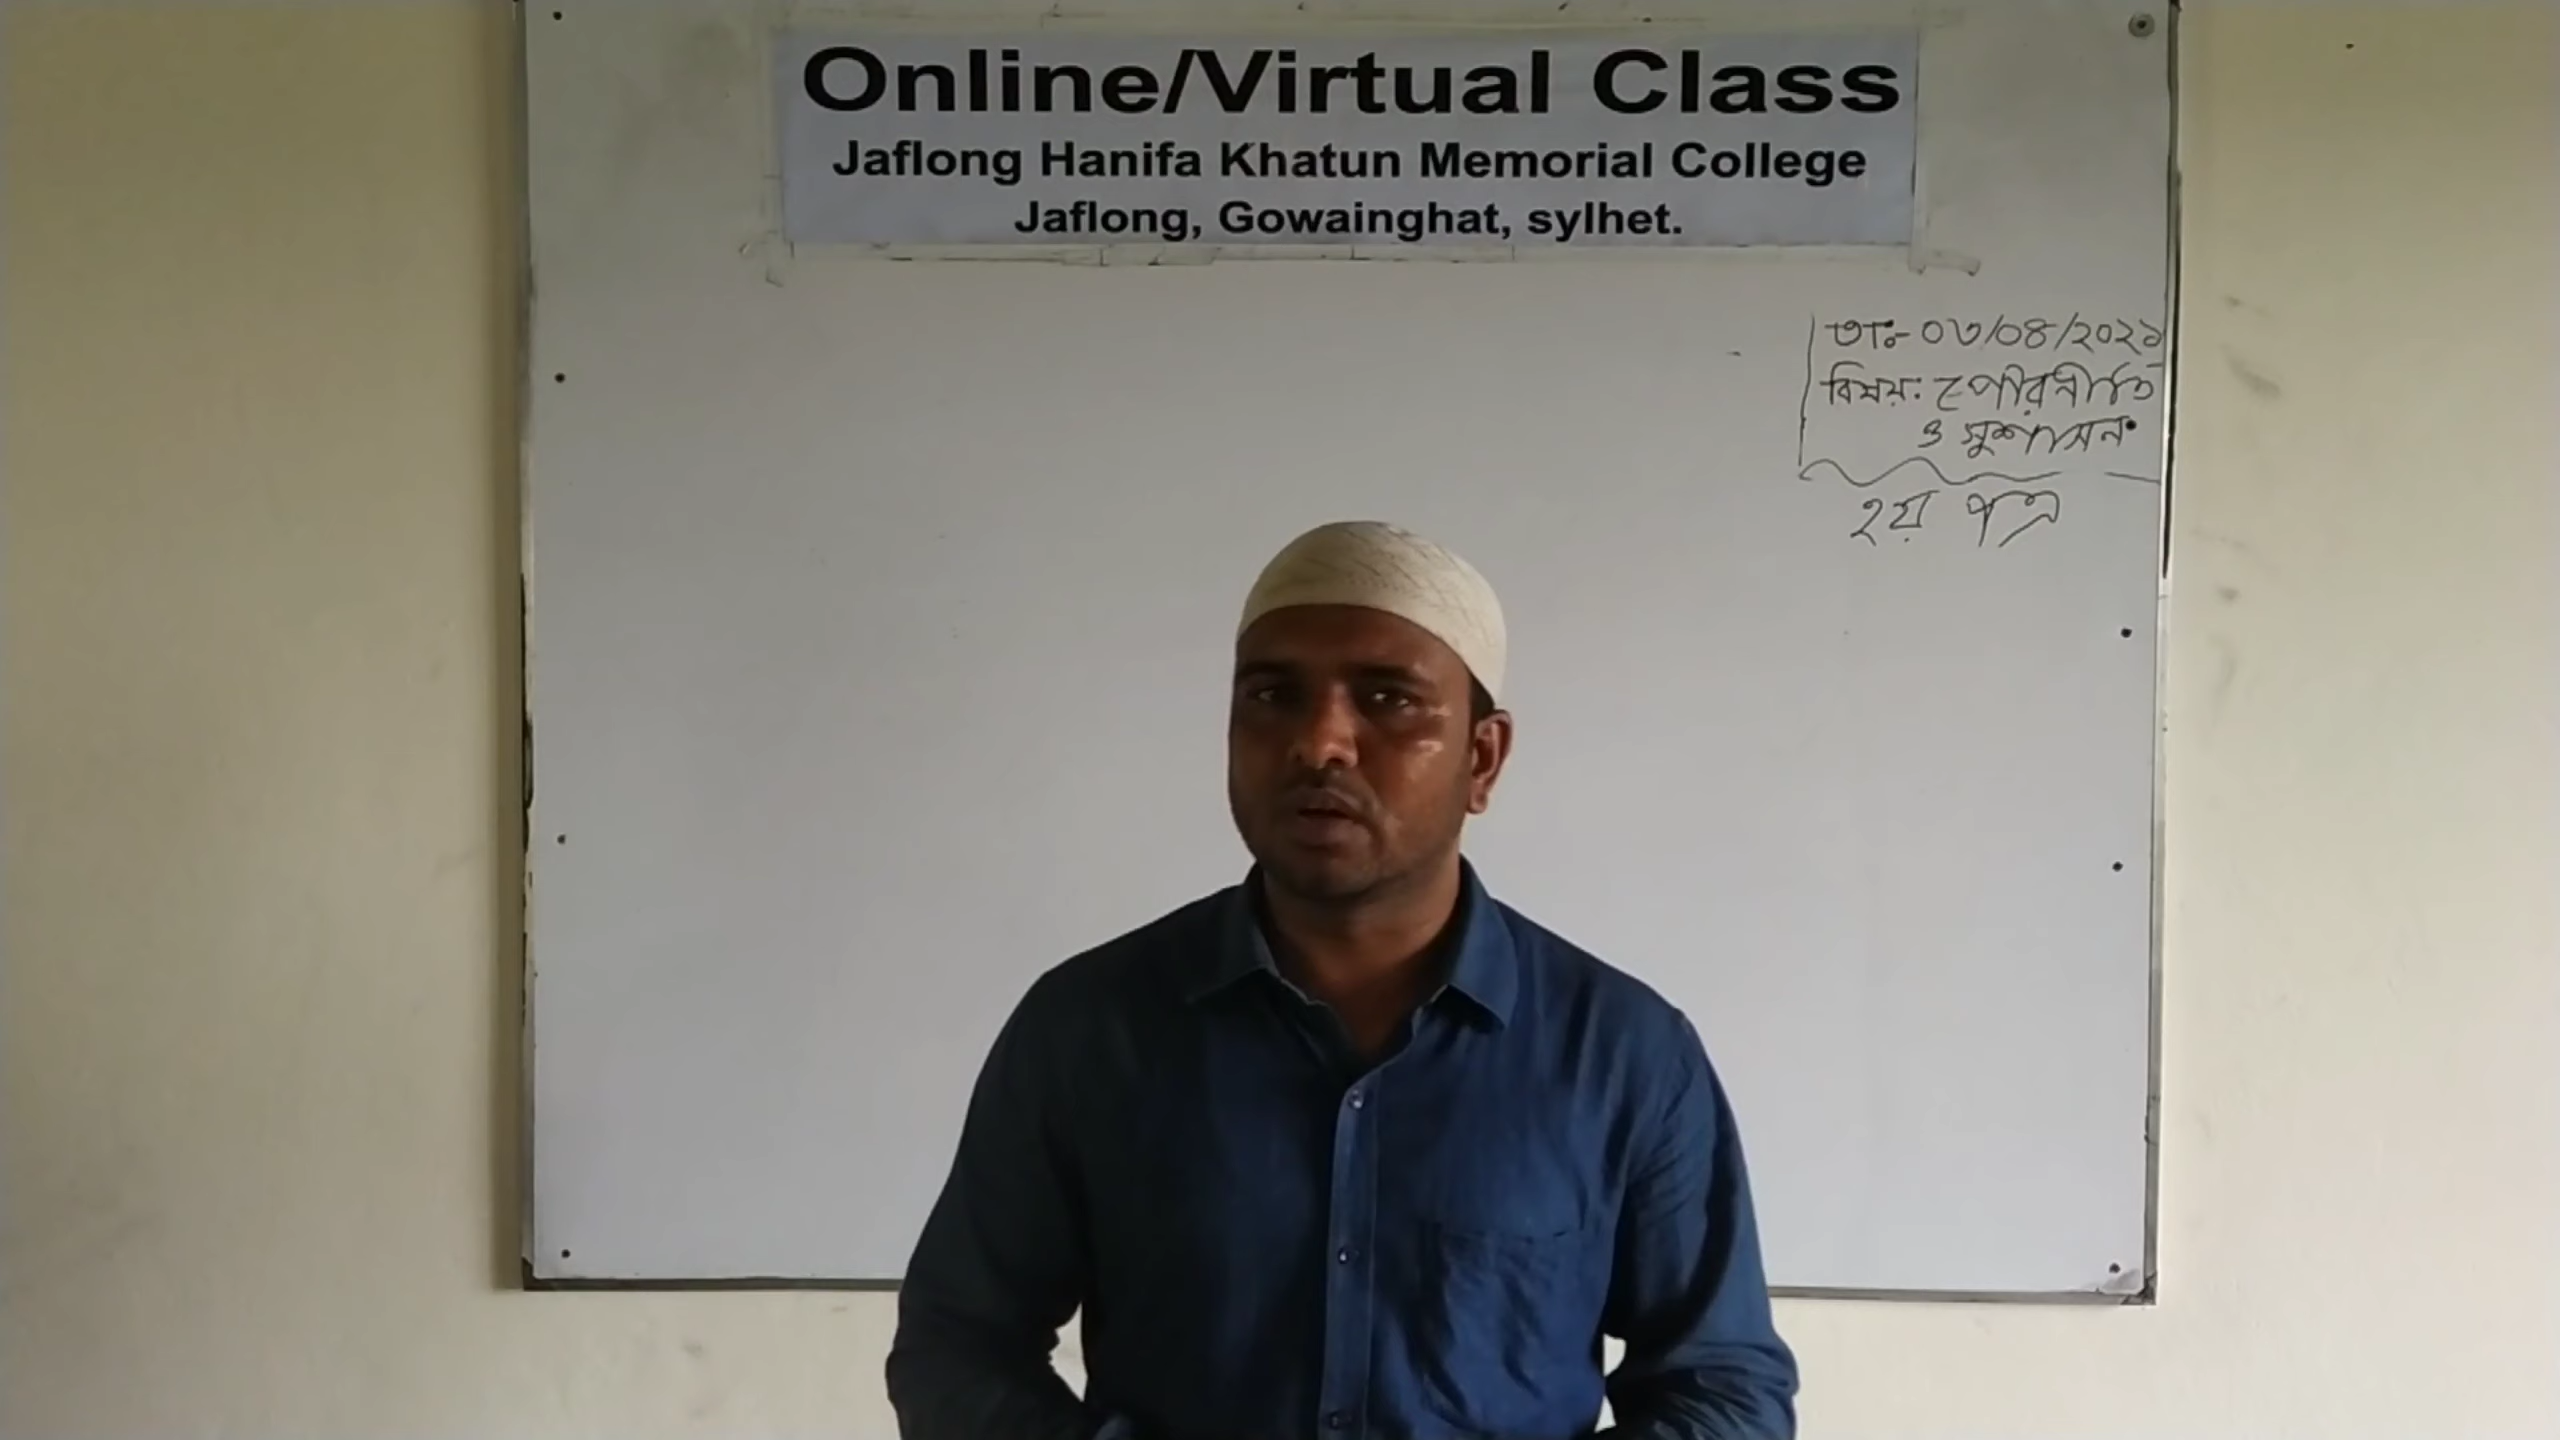 Online/Virtual Class
Jaflong Hanifa Khatun Memorial College
Jaflong, Gowainghat, sylhet.
তাং- ০৩/০৪/২০২১
বিষয়: পৌরনীতি
ও সুশাসন
২য় পত্র